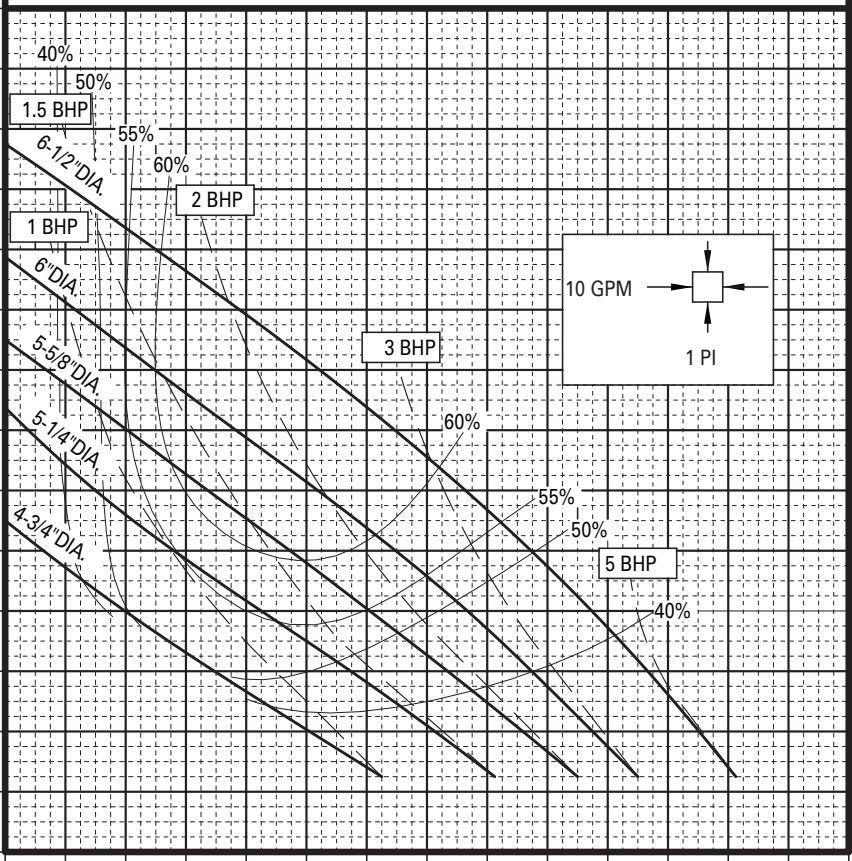 40%
50%
1.5 BHP
55%
6-1/2"DIA.
60%
2 BHP
1 BHP
6"DIA.
10 GPM
3 BHP
1 PI
5-5/8"DIA.
5-1/4"DIA.
60%
55%
4-3/4"DIA.
50%
5 BHP
40%